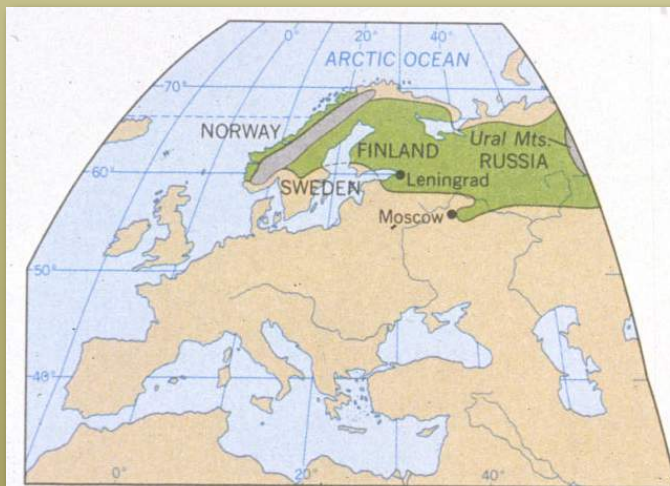 0° 20° 40°
ARCTIC OCEAN
70°
NORWAY
Ural Mts.
FINLAND
RUSSIA
60°
Leningrad
SWEDEN
Moscow
50°
40°
0° 20° 40°